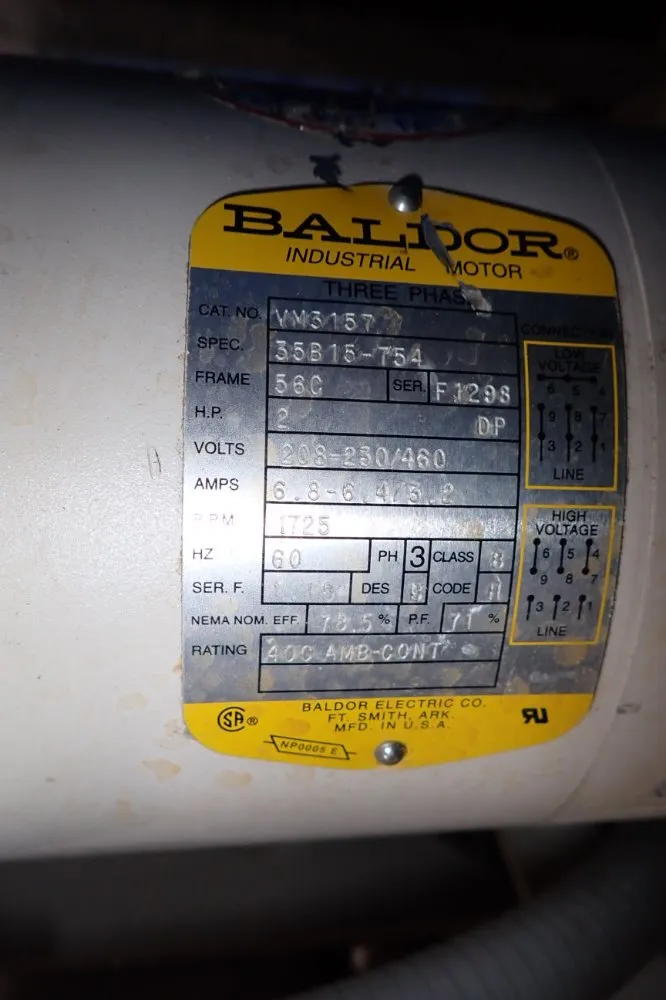 BALDOR®
INDUSTRIAL MOTOR
THREE PHASE
CAT. NO. VM3157
SPEC. 35B15-754
FRAME 56C SER. F1298
H.P. 2 DP
VOLTS 208-230/460
AMPS 6.8-6.4/3.2
R.P.M. 1725
HZ 60 PH 3 CLASS B
SER. F. DES B CODE H
NEMA NOM. EFF. 78.5 % P.F. 71 %
RATING 40C AMB-CONT
CONNECTION
LOW
VOLTAGE
6 5 4
9 8 7
3 2 1
LINE
HIGH
VOLTAGE
6 5 4
9 8 7
3 2 1
LINE
SA®
BALDOR ELECTRIC CO.
FT. SMITH, ARK.
MFD. IN U.S.A.
NP0005 E
RU